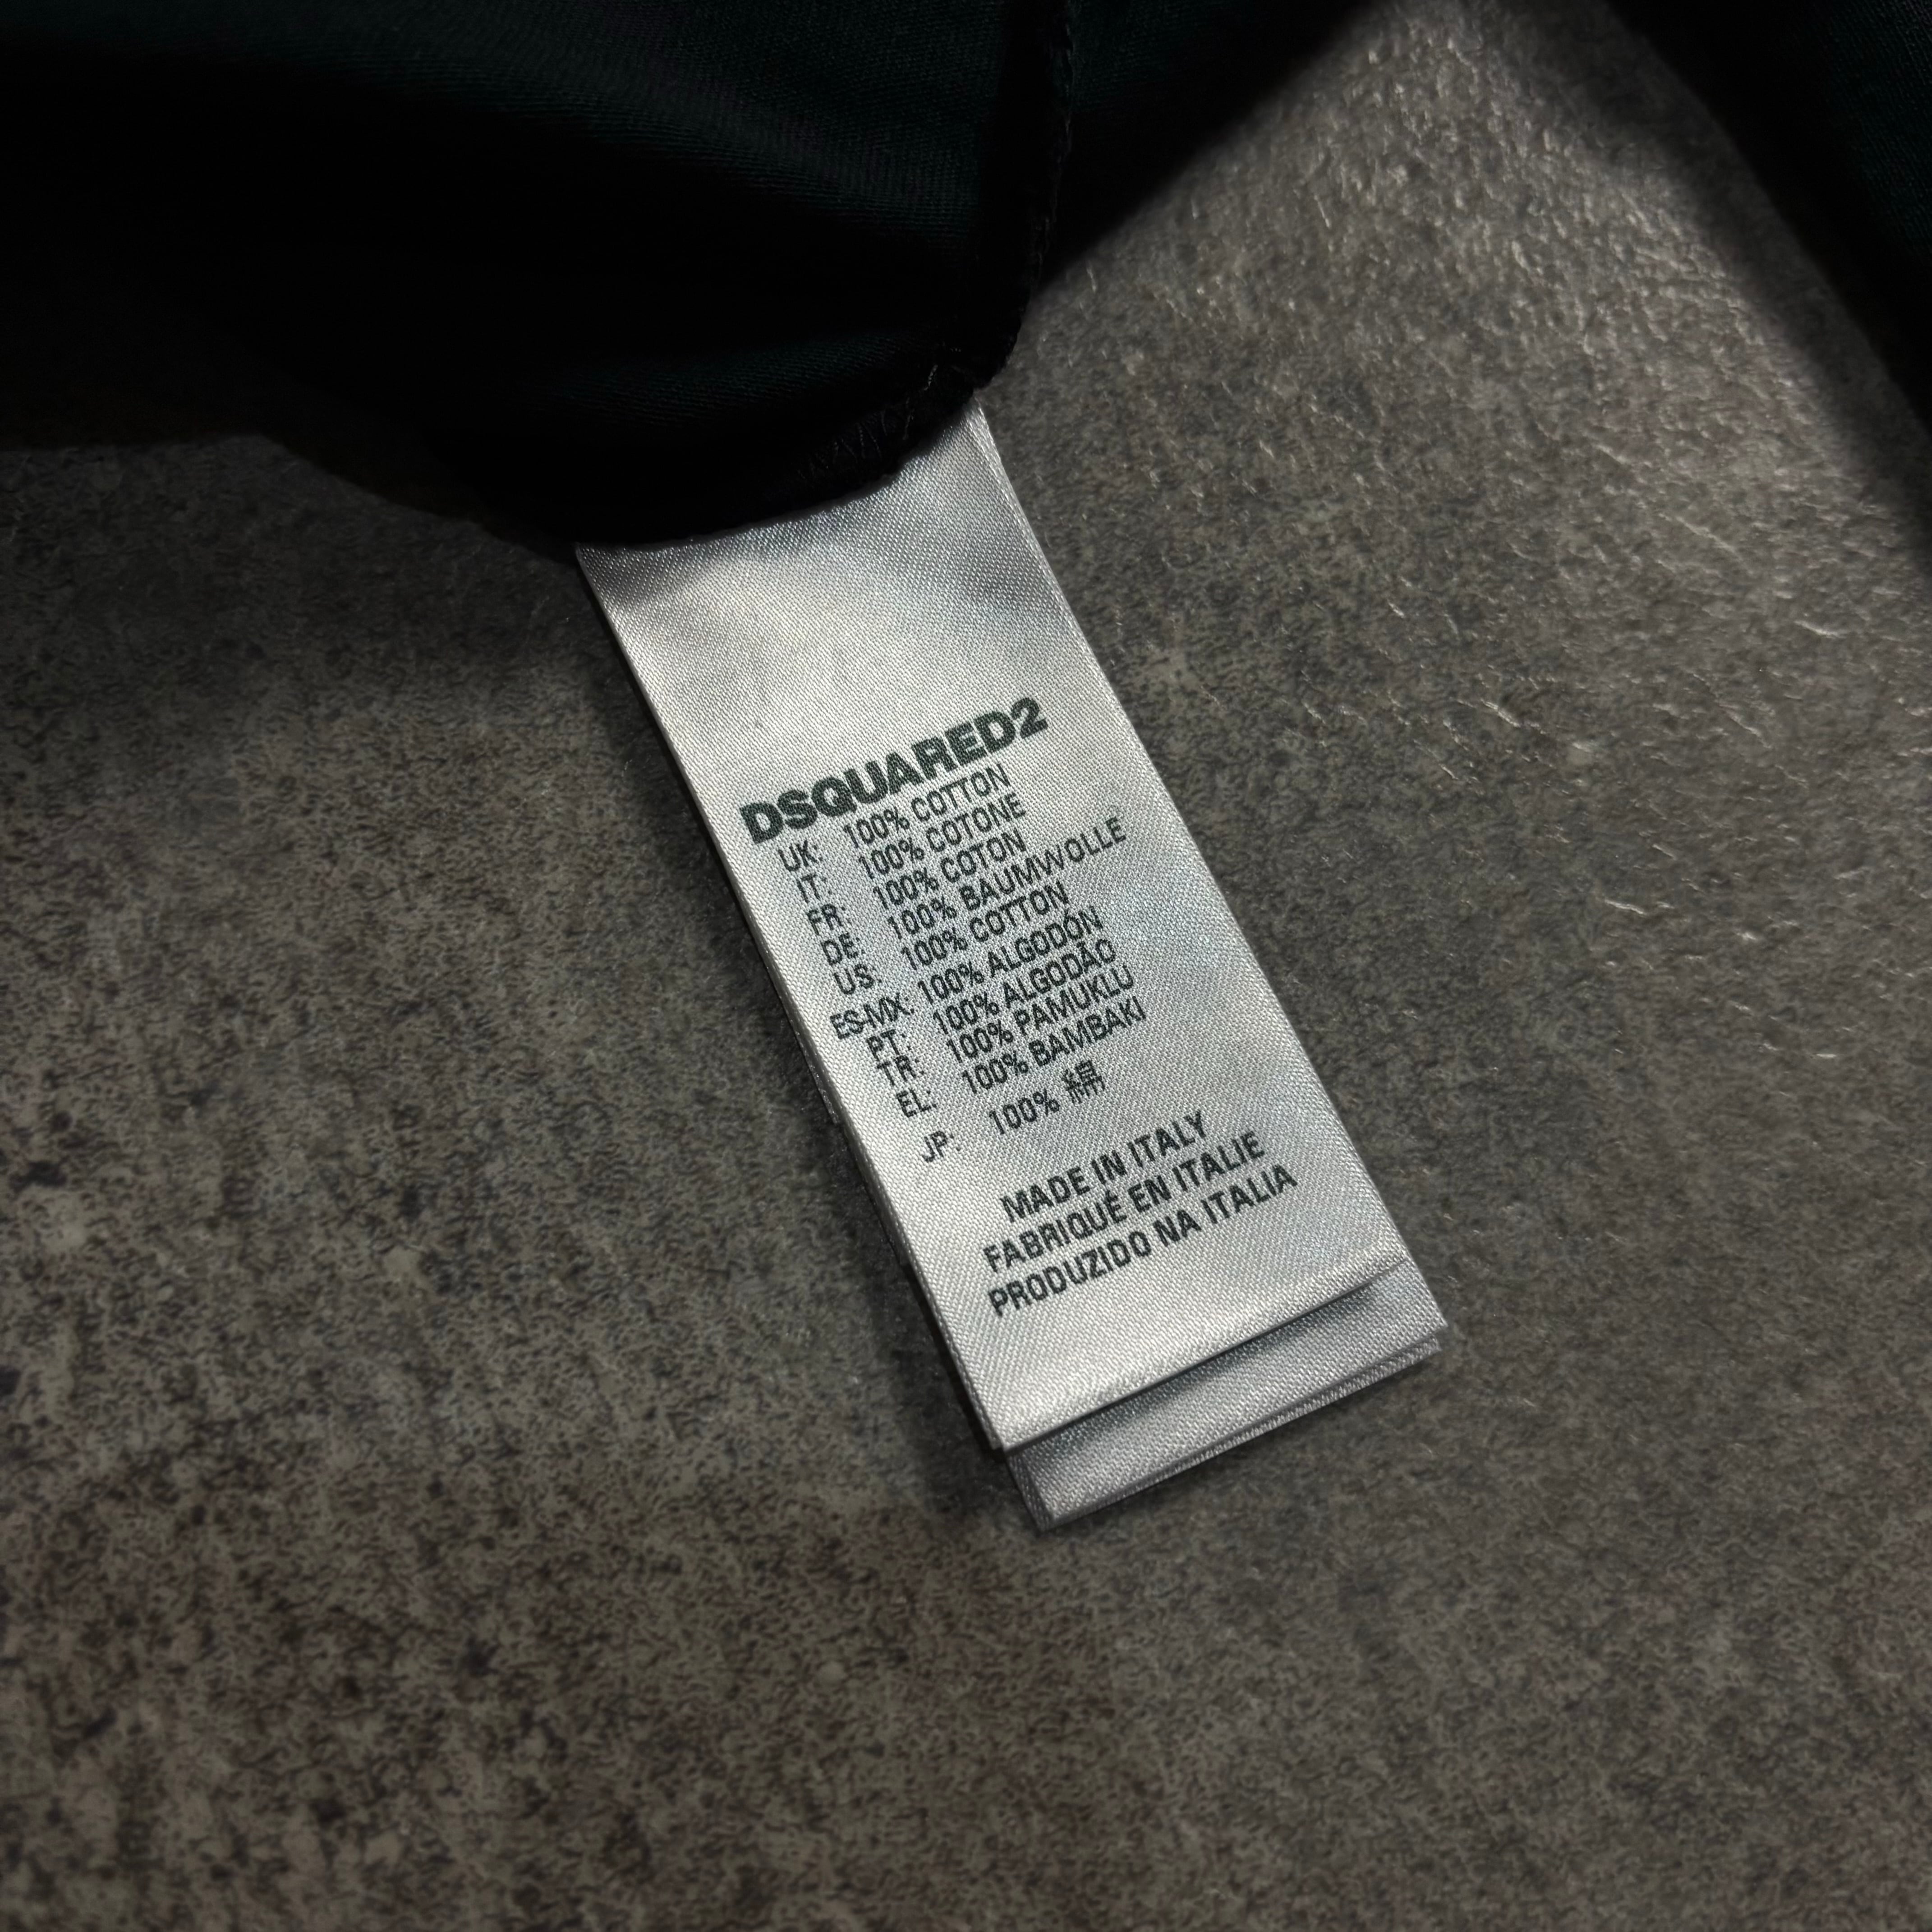 DSQUARED2
UK: 100% COTTON
IT: 100% COTONE
FR: 100% COTON
DE: 100% BAUMWOLLE
US: 100% COTTON
ES-MX: 100% ALGODÓN
PT: 100% ALGODÃO
TR: 100% PAMUKLU
EL: 100% BAMBAKI
JP: 100% 綿
MADE IN ITALY
FABRIQUÉ EN ITALIE
PRODUZIDO NA ITALIA